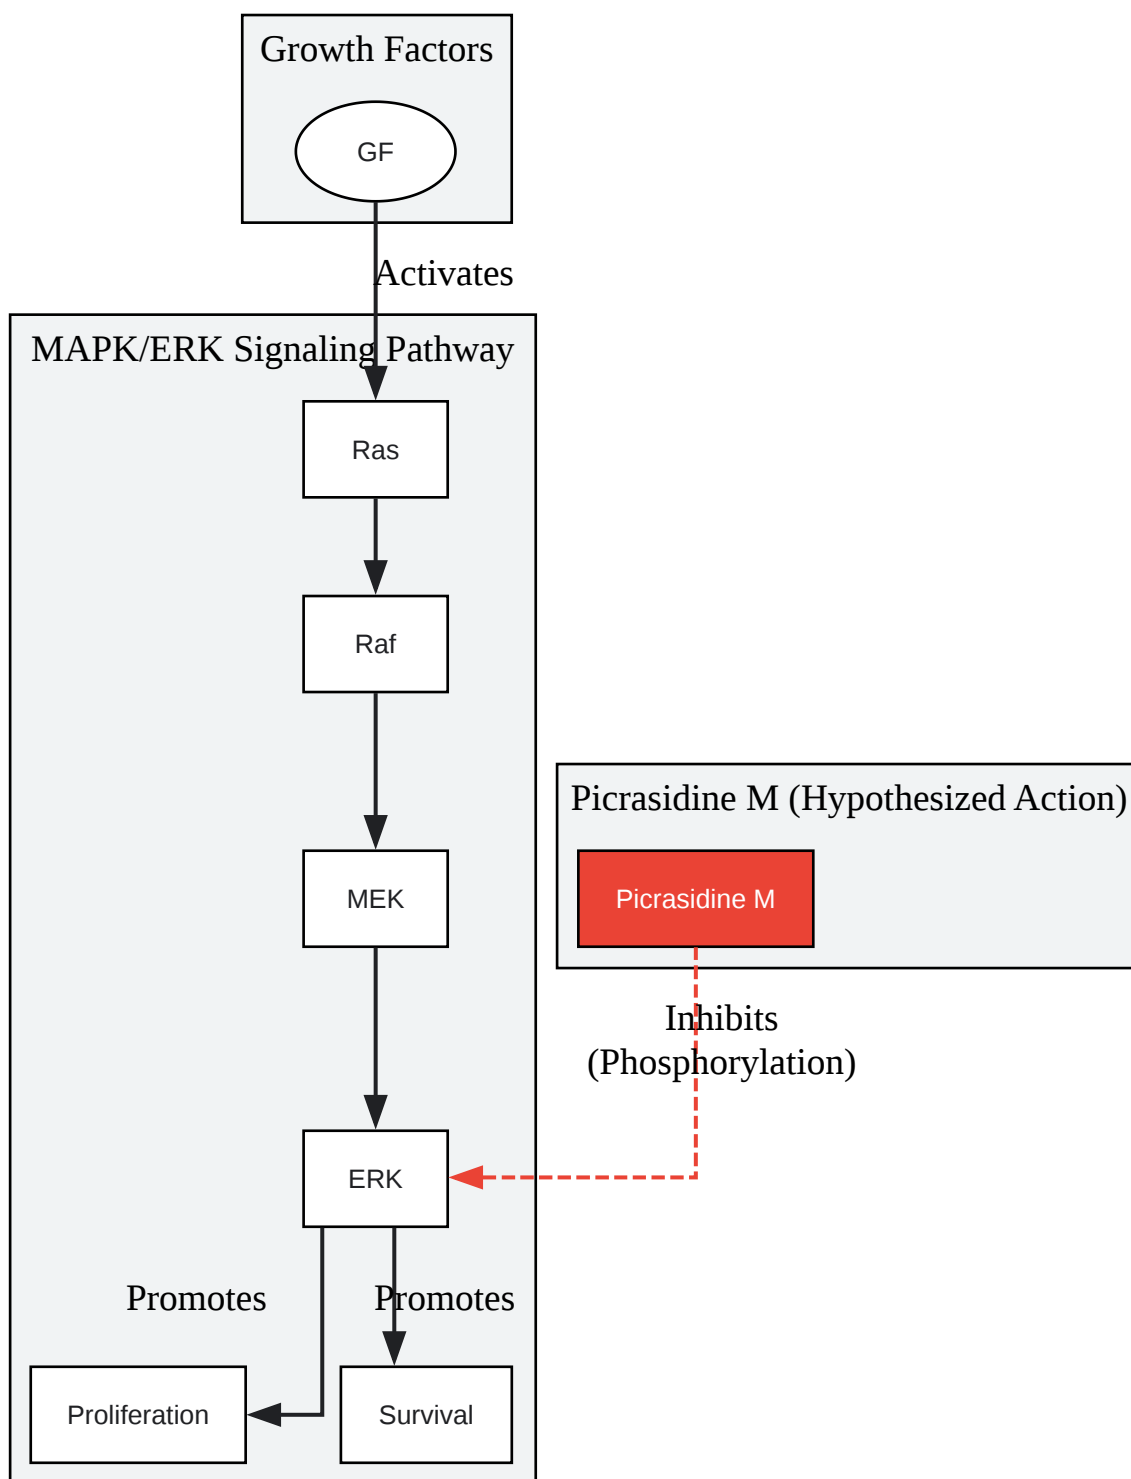 Growth Factors
GF
Activates
MAPK/ERK Signaling Pathway
Ras
Raf
MEK
Picrasidine M (Hypothesized Action)
Picrasidine M
Inhibits
(Phosphorylation)
ERK
Promotes
Promotes
Proliferation
Survival